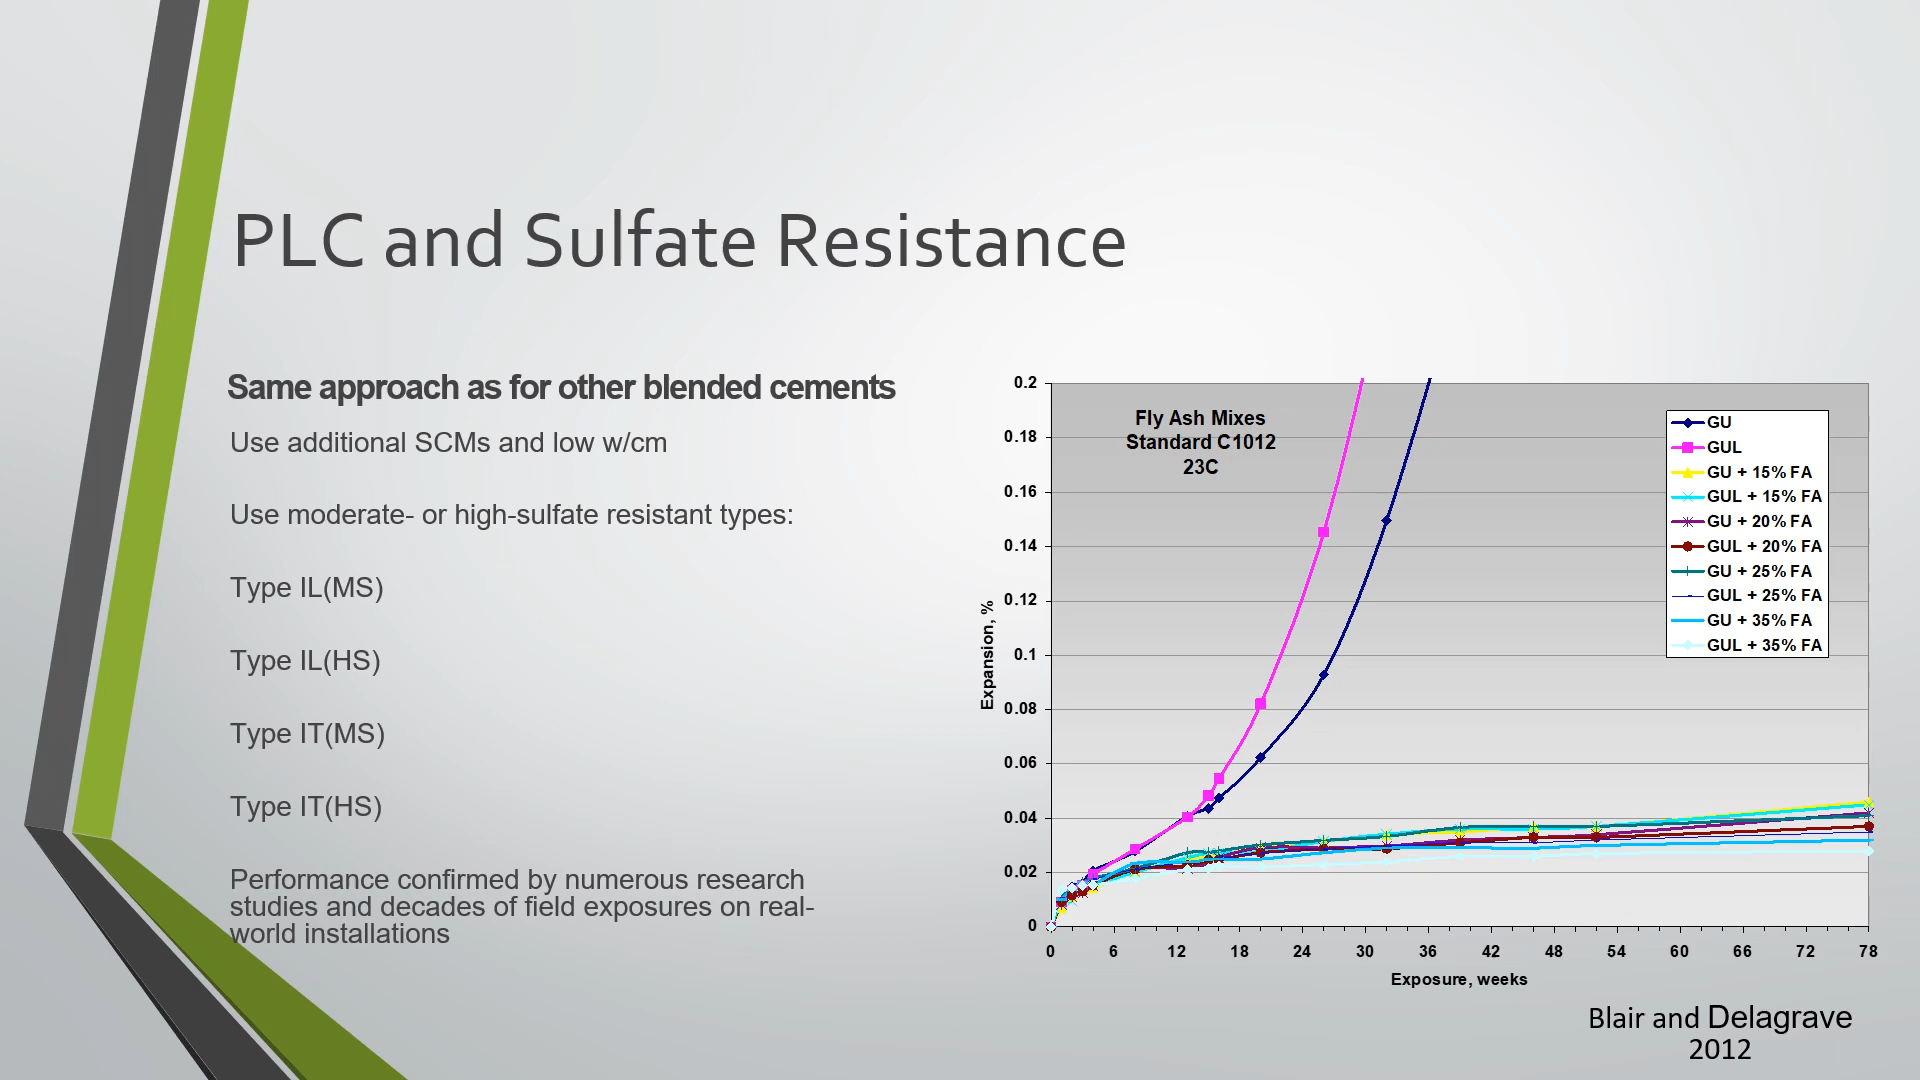 PLC and Sulfate Resistance
Same approach as for other blended cements
Use additional SCMs and low w/cm
Use moderate- or high-sulfate resistant types:
Type IL(MS)
Type IL(HS)
Type IT(MS)
Type IT(HS)
Performance confirmed by numerous research
studies and decades of field exposures on real-
world installations
Fly Ash Mixes
Standard C1012
23C
GU
GUL
GU + 15% FA
GUL + 15% FA
GU + 20% FA
GUL + 20% FA
GU + 25% FA
GUL + 25% FA
GU + 35% FA
GUL + 35% FA
Expansion, %
0.2
0.18
0.16
0.14
0.12
0.1
0.08
0.06
0.04
0.02
0
0 6 12 18 24 30 36 42 48 54 60 66 72 78
Exposure, weeks
Blair and Delagrave
2012